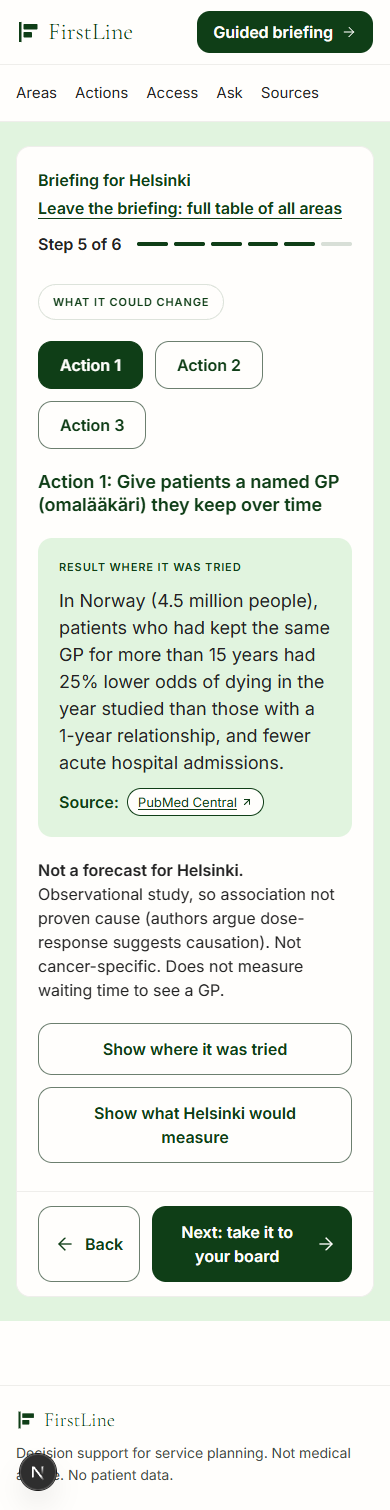 FirstLine
Guided briefing →
Areas Actions Access Ask Sources
Briefing for Helsinki
Leave the briefing: full table of all areas
Step 5 of 6
WHAT IT COULD CHANGE
Action 1 Action 2
Action 3
Action 1: Give patients a named GP
(omalääkäri) they keep over time
RESULT WHERE IT WAS TRIED
In Norway (4.5 million people),
patients who had kept the same
GP for more than 15 years had
25% lower odds of dying in the
year studied than those with a
1-year relationship, and fewer
acute hospital admissions.
Source: PubMed Central ↗
Not a forecast for Helsinki.
Observational study, so association not
proven cause (authors argue dose-
response suggests causation). Not
cancer-specific. Does not measure
waiting time to see a GP.
Show where it was tried
Show what Helsinki would
measure
← Back
Next: take it to
your board →
FirstLine
Decision support for service planning. Not medical
N
No patient data.